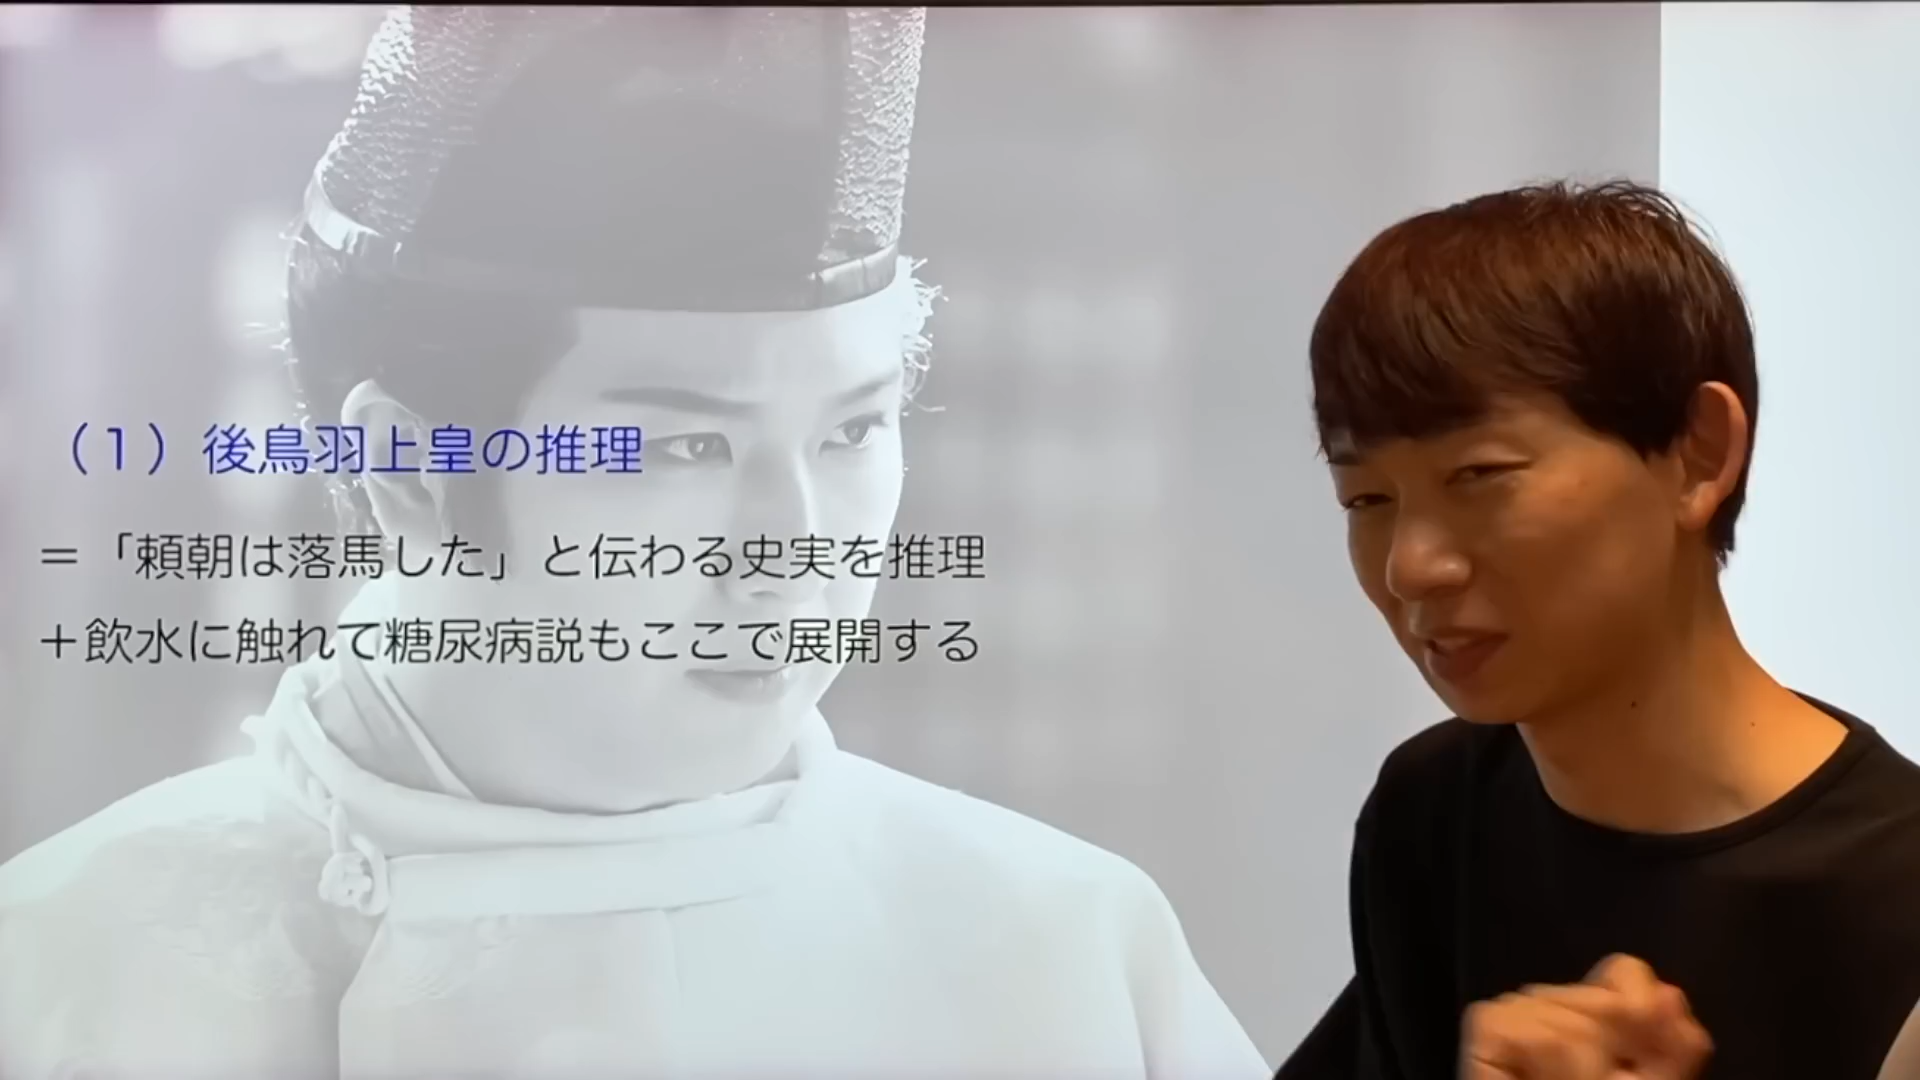 （１）後鳥羽上皇の推理
＝「頼朝は落馬した」と伝わる史実を推理
＋飲水に触れて糖尿病説もここで展開する